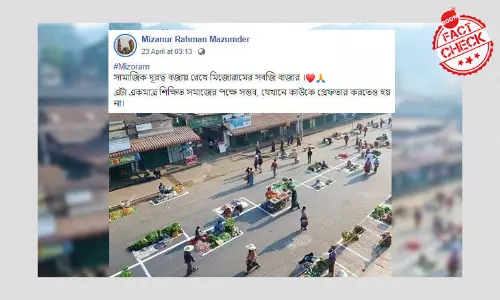 Mizanur Rahman Mazumder
23 April at 03:13
#Mizoram
সামাজিক দূরত্ব বজায় রেখে মিজোরামের সবজি বাজার ।❤️🙏
এটা একমাত্র শিক্ষিত সমাজের পক্ষে সম্ভব, যেখানে কাউকে গ্রেফতার করতেও হয়
না।
100%
FACT
CHECK